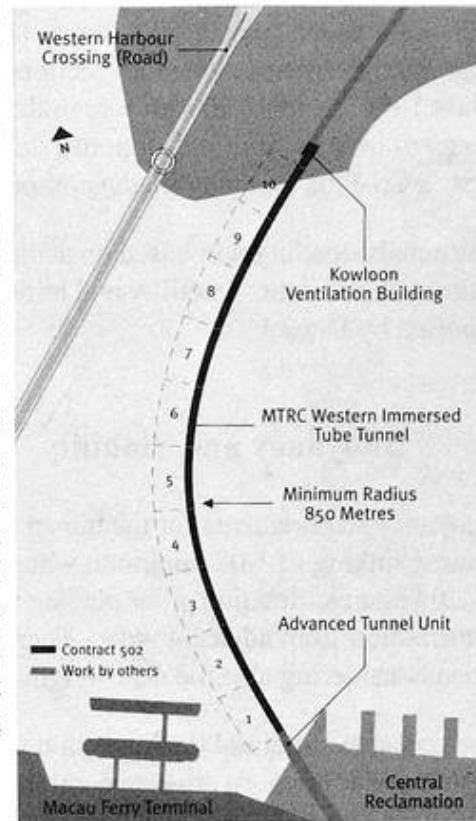 Western Harbour
Crossing (Road)
N
10
9
Kowloon
Ventilation Building
8
7
6
MTRC Western Immersed
Tube Tunnel
5
Minimum Radius
850 Metres
4
3
Advanced Tunnel Unit
Contract 502
Work by others
2
1
Macau Ferry Terminal
Central
Reclamation